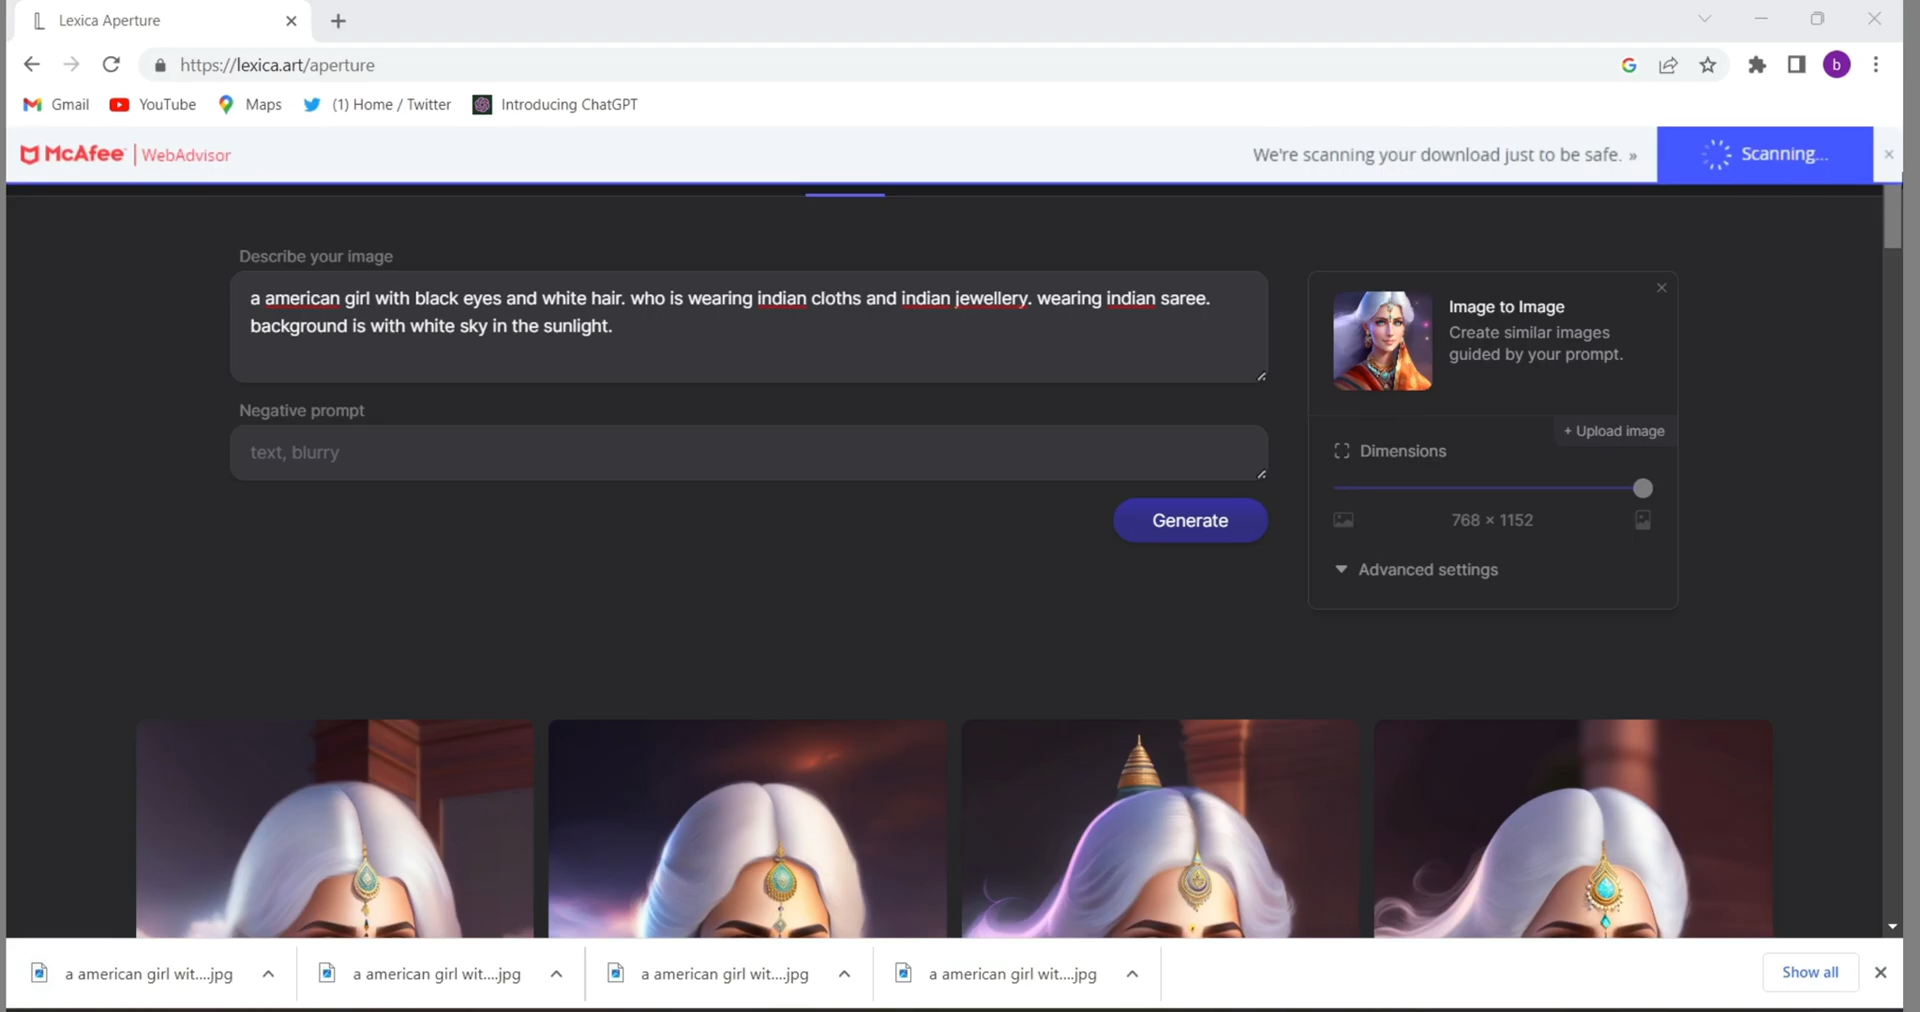 Lexica Aperture
https://lexica.art/aperture
b
Gmail
YouTube
Maps
(1) Home / Twitter
Introducing ChatGPT
McAfee | WebAdvisor
We're scanning your download just to be safe. »
Scanning...
Describe your image
a american girl with black eyes and white hair. who is wearing indian cloths and indian jewellery. wearing indian saree.
background is with white sky in the sunlight.
Image to Image
Create similar images
guided by your prompt.
Negative prompt
text, blurry
+ Upload image
Dimensions
768 × 1152
Generate
Advanced settings
a american girl wit....jpg
a american girl wit....jpg
a american girl wit....jpg
a american girl wit....jpg
Show all